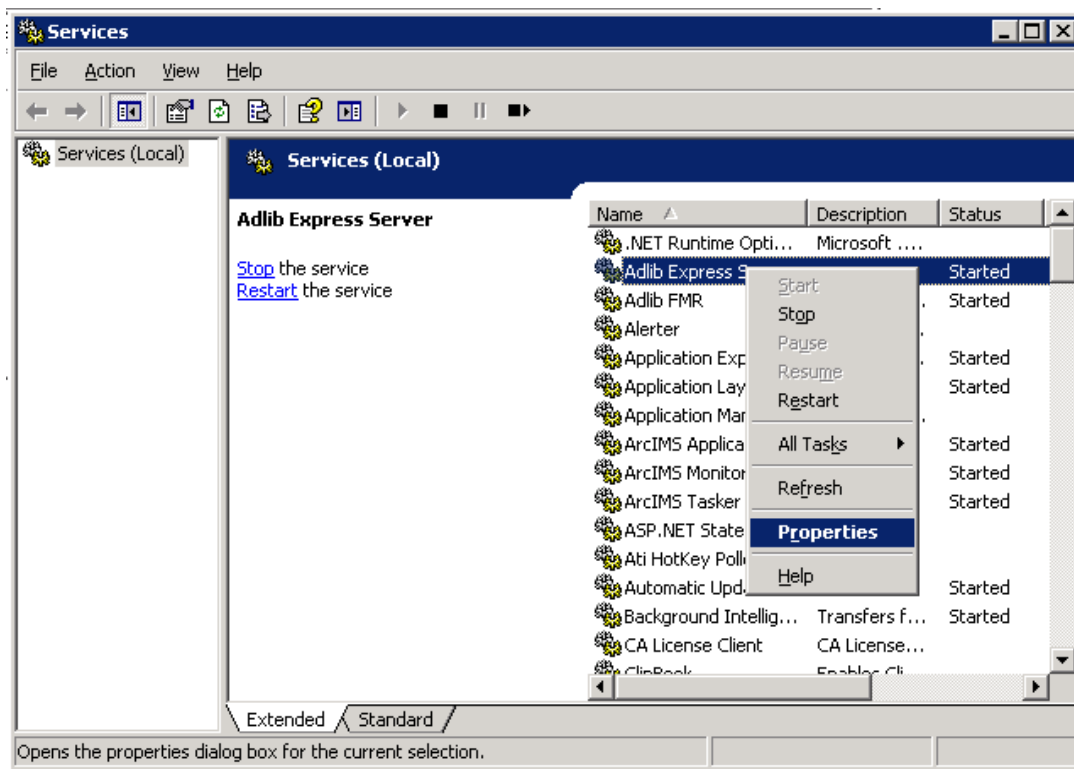 Services
File Action View Help
Services (Local)
Services (Local)
Adlib Express Server
Stop the service
Restart the service
Name Description Status
.NET Runtime Opti... Microsoft ....
Adlib Express S Started
Adlib FMR . Started
Alerter .
Application Exp . Started
Application Lay Started
Application Man .
ArcIMS Applica Started
ArcIMS Monitor Started
ArcIMS Tasker Started
ASP.NET State
Ati HotKey Poll
Automatic Upd Started
Background Intellig... Transfers f... Started
CA License Client CA License...
ClipBook Enables Cli
Start
Stop
Pause
Resume
Restart
All Tasks
Refresh
Properties
Help
Extended Standard
Opens the properties dialog box for the current selection.